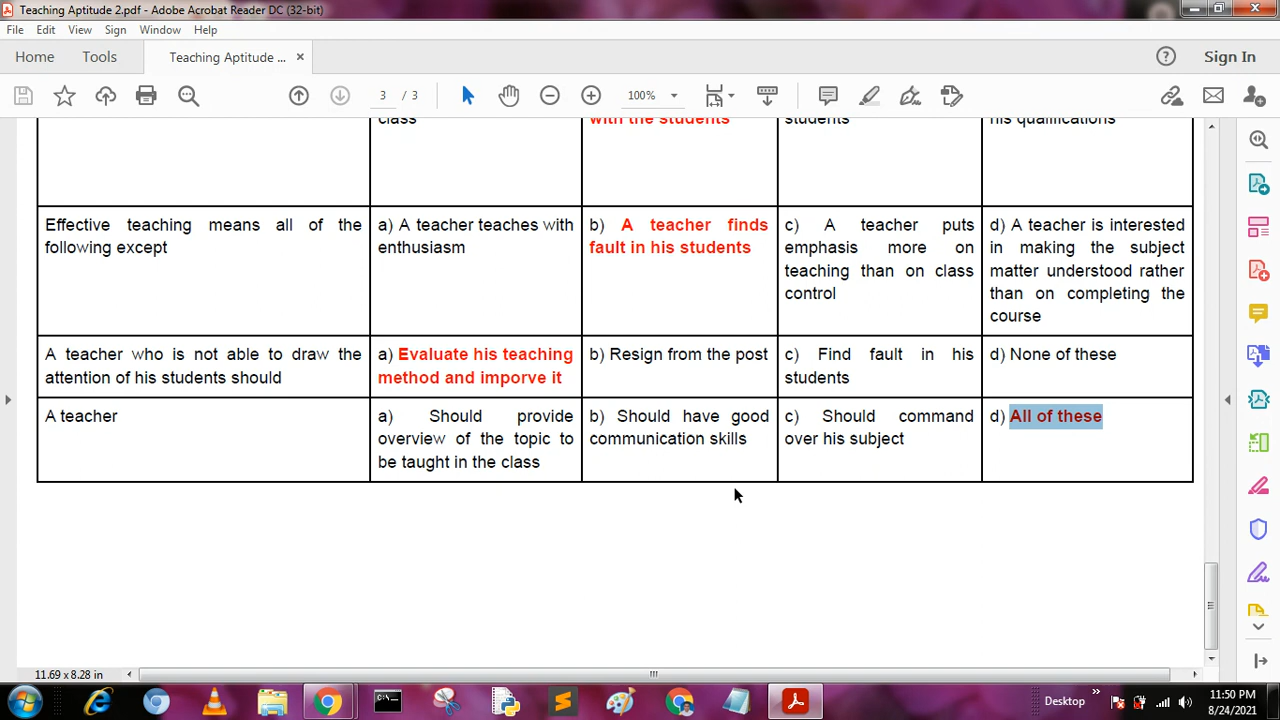 Teaching Aptitude 2.pdf - Adobe Acrobat Reader DC (32-bit)
File Edit View Sign Window Help
Home Tools Teaching Aptitude ... × Sign In
3 / 3 100%
class with the students students his qualifications
Effective teaching means all of the
following except
a) A teacher teaches with
enthusiasm
b) A teacher finds
fault in his students
c) A teacher puts
emphasis more on
teaching than on class
control
d) A teacher is interested
in making the subject
matter understood rather
than on completing the
course
A teacher who is not able to draw the
attention of his students should
a) Evaluate his teaching
method and imporve it
b) Resign from the post
c) Find fault in his
students
d) None of these
A teacher
a) Should provide
overview of the topic to
be taught in the class
b) Should have good
communication skills
c) Should command
over his subject
d) All of these
11.69 x 8.28 in
Desktop
11:50 PM
8/24/2021